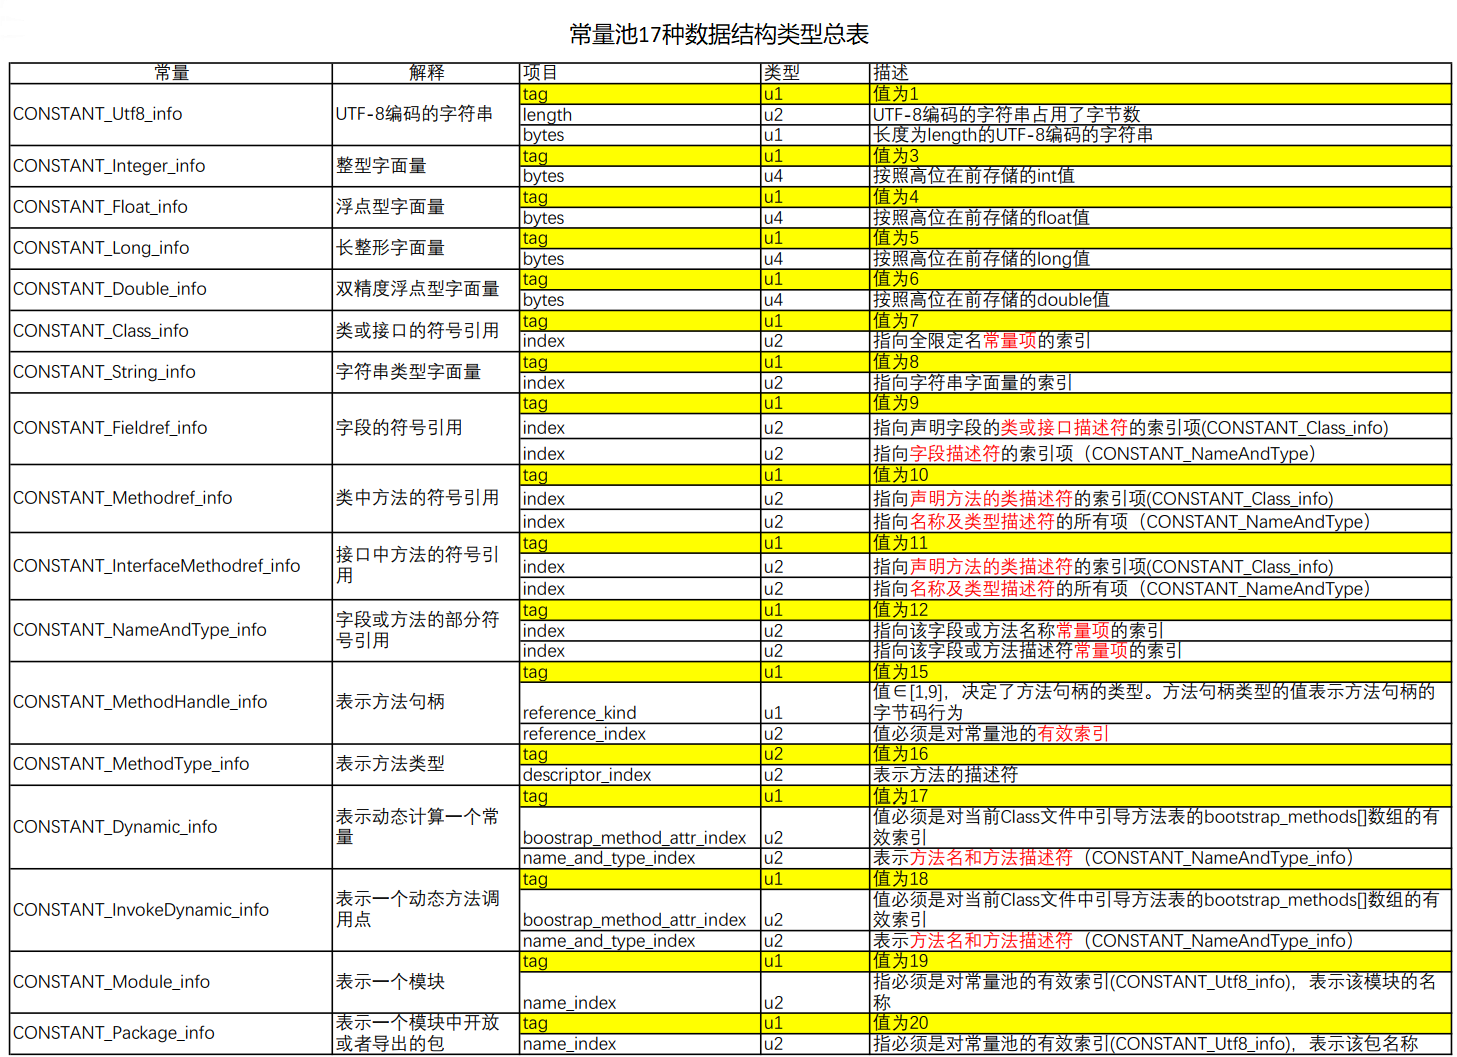 常量池17种数据结构类型总表
常量 解释 项目 类型 描述
tag u1 值为1
CONSTANT_Utf8_info UTF-8编码的字符串 length u2 UTF-8编码的字符串占用了字节数
bytes u1 长度为length的UTF-8编码的字符串
tag u1 值为3
CONSTANT_Integer_info 整型字面量
bytes u4 按照高位在前存储的int值
tag u1 值为4
CONSTANT_Float_info 浮点型字面量
bytes u4 按照高位在前存储的float值
tag u1 值为5
CONSTANT_Long_info 长整形字面量
bytes u4 按照高位在前存储的long值
tag u1 值为6
CONSTANT_Double_info 双精度浮点型字面量
bytes u4 按照高位在前存储的double值
tag u1 值为7
CONSTANT_Class_info 类或接口的符号引用
index u2 指向全限定名常量项的索引
tag u1 值为8
CONSTANT_String_info 字符串类型字面量
index u2 指向字符串字面量的索引
tag u1 值为9
CONSTANT_Fieldref_info 字段的符号引用 index u2 指向声明字段的类或接口描述符的索引项(CONSTANT_Class_info)
index u2 指向字段描述符的索引项（CONSTANT_NameAndType）
tag u1 值为10
CONSTANT_Methodref_info 类中方法的符号引用 index u2 指向声明方法的类描述符的索引项(CONSTANT_Class_info)
index u2 指向名称及类型描述符的所有项（CONSTANT_NameAndType）
tag u1 值为11
CONSTANT_InterfaceMethodref_info 接口中方法的符号引
用 index u2 指向声明方法的类描述符的索引项(CONSTANT_Class_info)
index u2 指向名称及类型描述符的所有项（CONSTANT_NameAndType）
tag u1 值为12
CONSTANT_NameAndType_info 字段或方法的部分符
号引用 index u2 指向该字段或方法名称常量项的索引
index u2 指向该字段或方法描述符常量项的索引
tag u1 值为15
CONSTANT_MethodHandle_info 表示方法句柄 reference_kind u1 值∈[1,9]，决定了方法句柄的类型。方法句柄类型的值表示方法句柄的
字节码行为
reference_index u2 值必须是对常量池的有效索引
tag u2 值为16
CONSTANT_MethodType_info 表示方法类型
descriptor_index u2 表示方法的描述符
tag u1 值为17
CONSTANT_Dynamic_info 表示动态计算一个常
量 boostrap_method_attr_index u2 值必须是对当前Class文件中引导方法表的bootstrap_methods[]数组的有
效索引
name_and_type_index u2 表示方法名和方法描述符（CONSTANT_NameAndType_info）
tag u1 值为18
CONSTANT_InvokeDynamic_info 表示一个动态方法调
用点 boostrap_method_attr_index u2 值必须是对当前Class文件中引导方法表的bootstrap_methods[]数组的有
效索引
name_and_type_index u2 表示方法名和方法描述符（CONSTANT_NameAndType_info）
tag u1 值为19
CONSTANT_Module_info 表示一个模块 name_index u2 指必须是对常量池的有效索引(CONSTANT_Utf8_info)，表示该模块的名
称
CONSTANT_Package_info 表示一个模块中开放
或者导出的包 tag u1 值为20
name_index u2 指必须是对常量池的有效索引(CONSTANT_Utf8_info)，表示该包名称